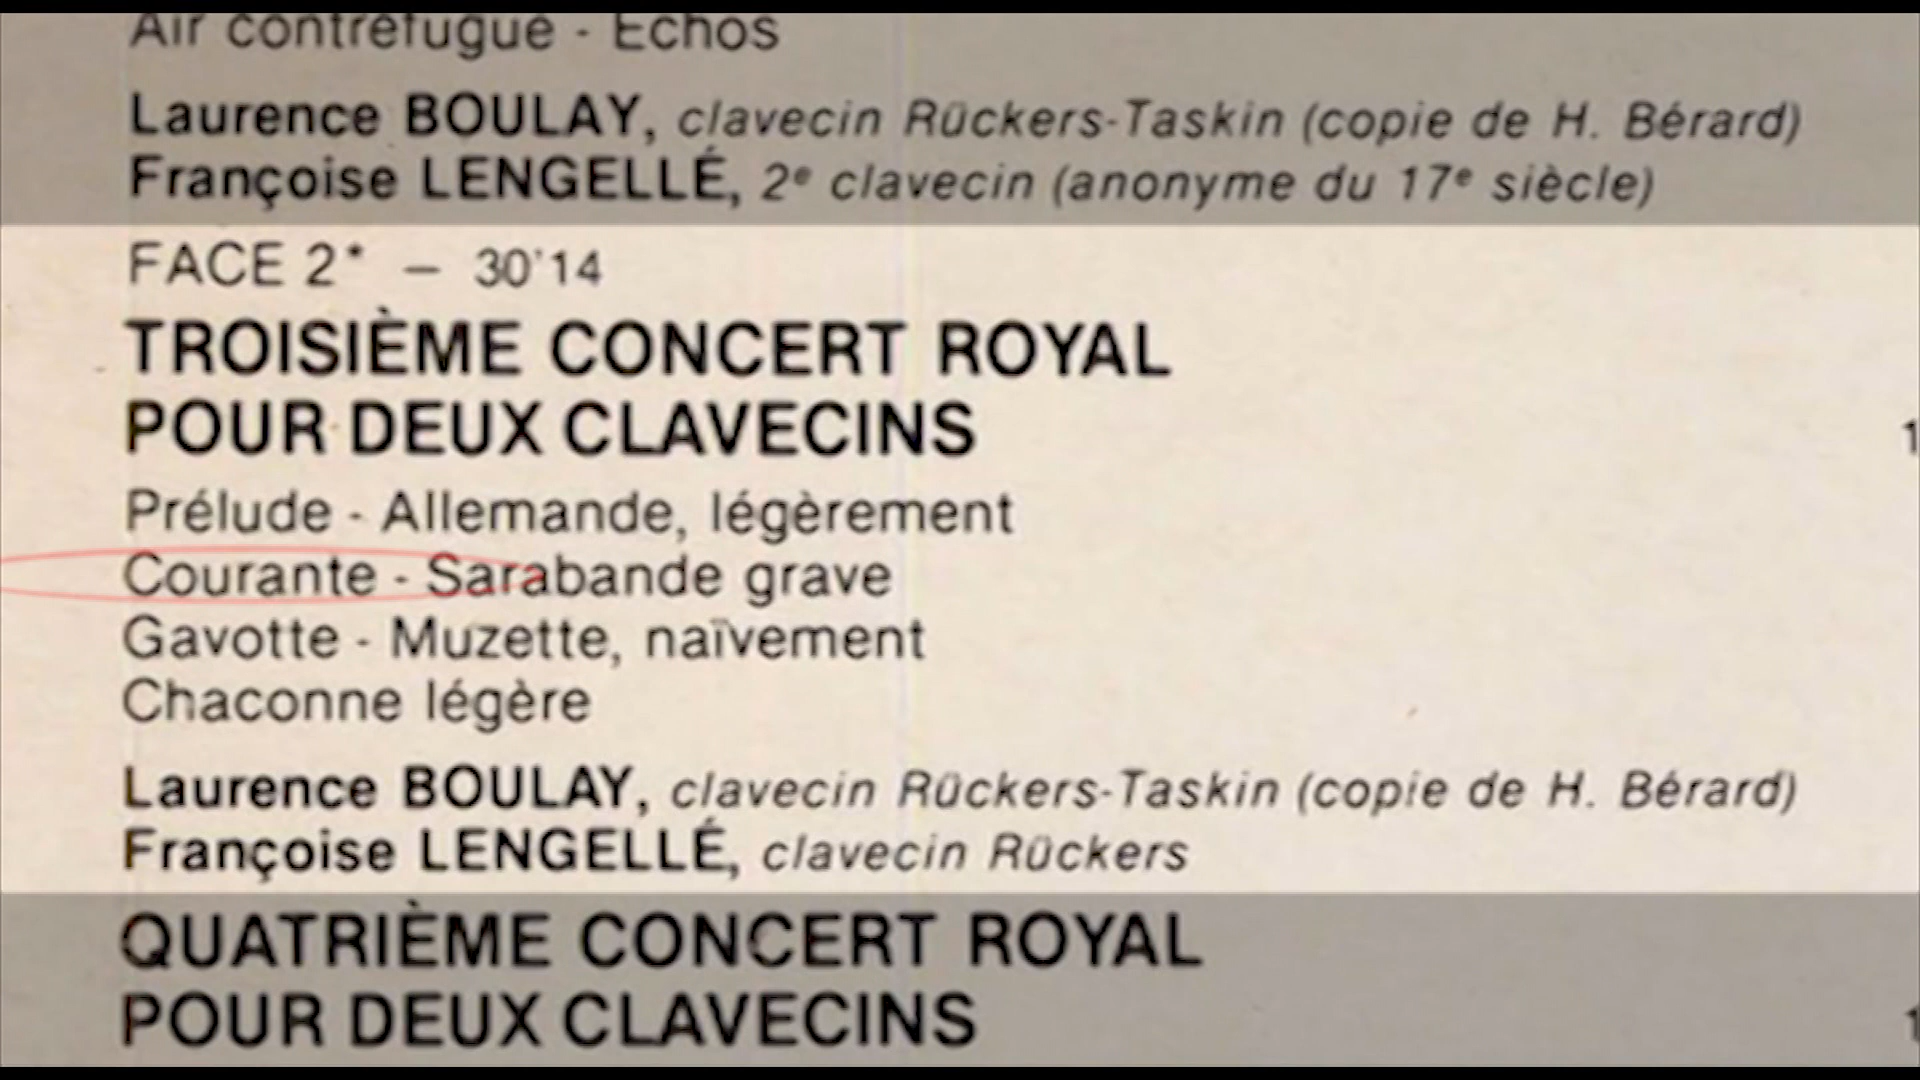 Air contrefugue - Echos
Laurence BOULAY, clavecin Rückers-Taskin (copie de H. Bérard)
Françoise LENGELLÉ, 2e clavecin (anonyme du 17e siècle)
FACE 2* – 30'14
TROISIÈME CONCERT ROYAL
POUR DEUX CLAVECINS
Prélude - Allemande, légèrement
Courante - Sarabande grave
Gavotte - Muzette, naïvement
Chaconne légère
Laurence BOULAY, clavecin Rückers-Taskin (copie de H. Bérard)
Françoise LENGELLÉ, clavecin Rückers
QUATRIÈME CONCERT ROYAL
POUR DEUX CLAVECINS